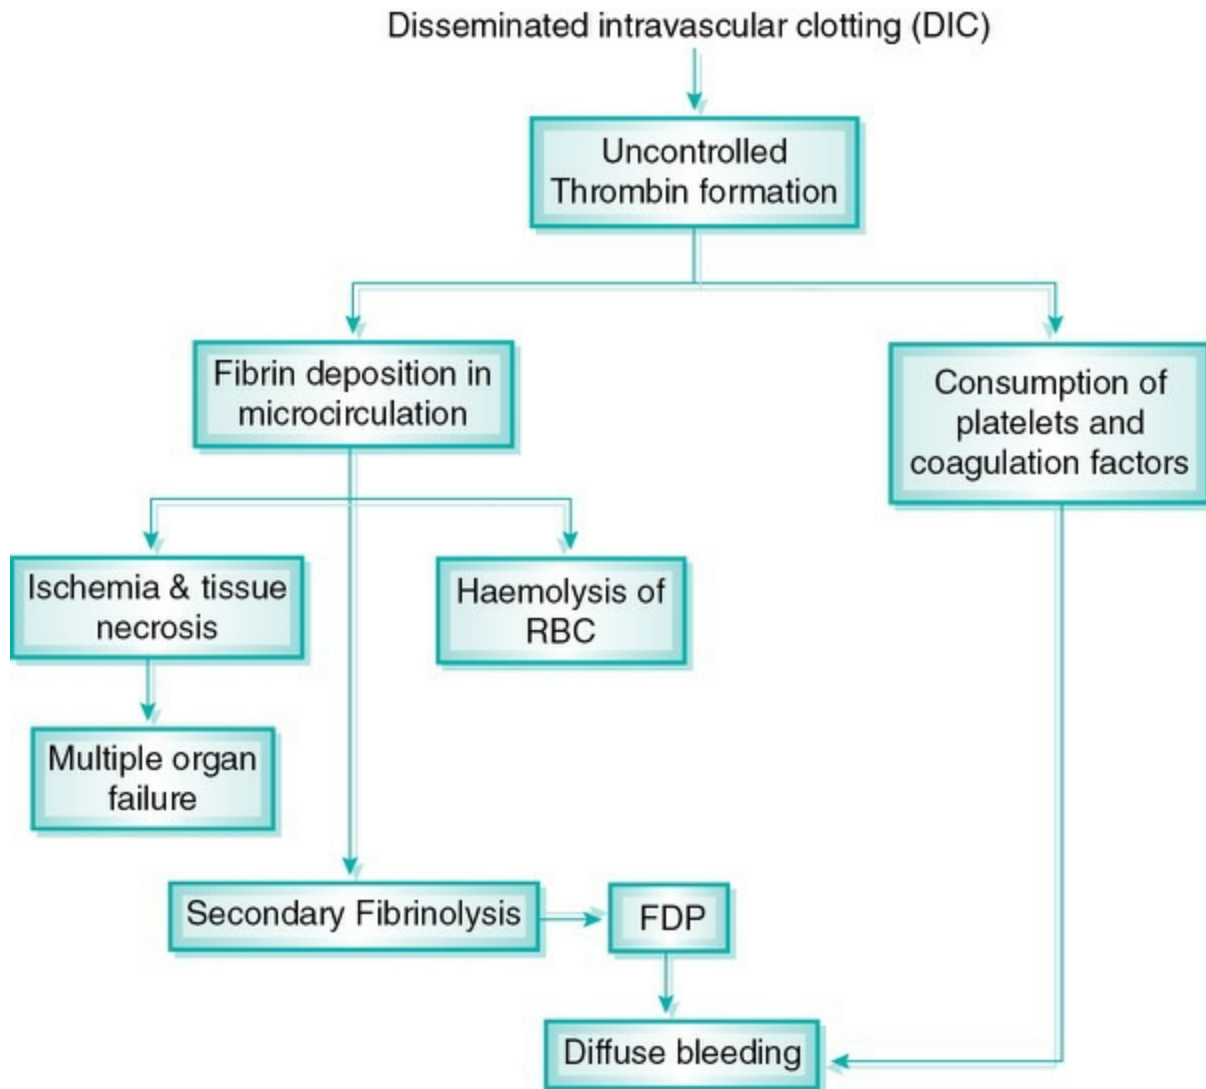 Disseminated intravascular clotting (DIC)
Uncontrolled
Thrombin formation
Fibrin deposition in
microcirculation
Consumption of
platelets and
coagulation factors
Ischemia & tissue
necrosis
Haemolysis of
RBC
Multiple organ
failure
Secondary Fibrinolysis
FDP
Diffuse bleeding